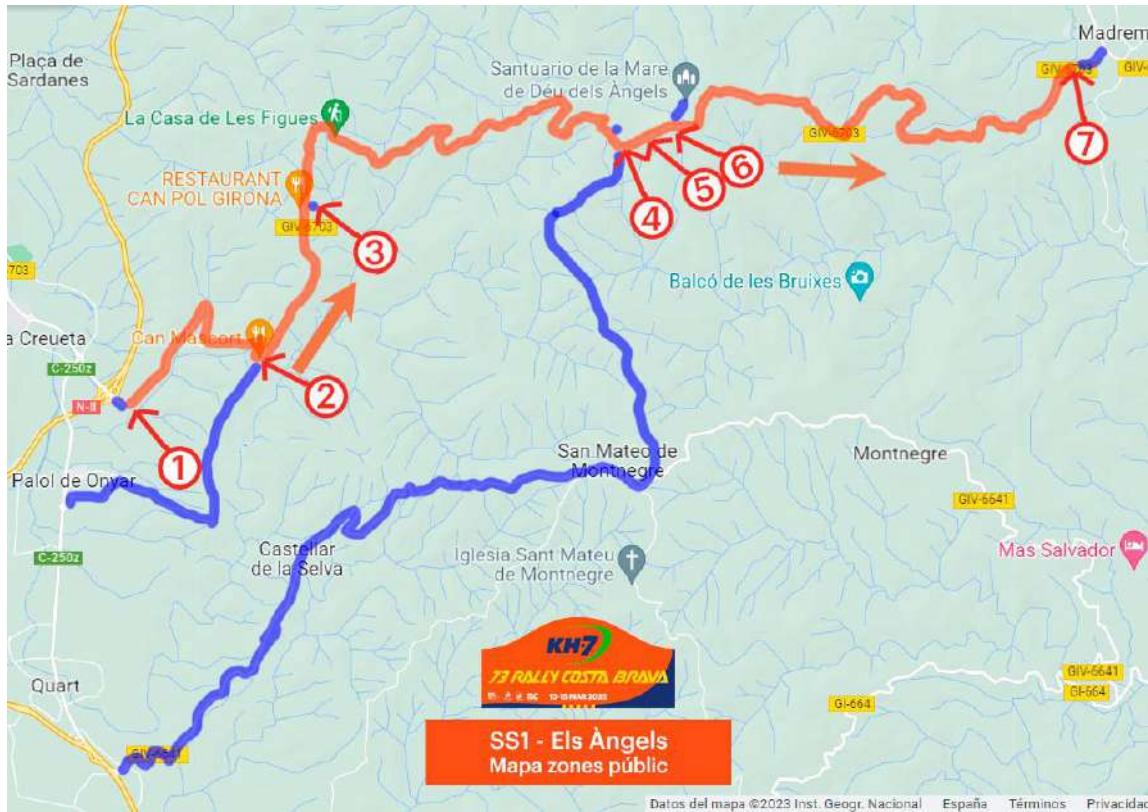 Plaça de
Sardanes
Madrem
GIV-6703
GIV-6
Santuario de la Mare
de Déu dels Àngels
La Casa de Les Figues
GIV-6703
7
6
5
4
RESTAURANT
CAN POL GIRONA
GIV-6703
3
6703
Balcó de les Bruixes
a Creueta
Can Mascort
C-250z
N-II
2
1
San Mateo de
Montnegre
Montnegre
Palol de Onyar
GIV-6641
C-250z
Castellar
de la Selva
Iglesia Sant Mateu
de Montnegre
Mas Salvador
KH-7
73 RALLY COSTA BRAVA
Quart
GIV-6641
GI-664
GI-664
GIV-6641
SS1 - Els Àngels
Mapa zones públic
Datos del mapa ©2023 Inst. Geogr. Nacional España Términos Privacidad